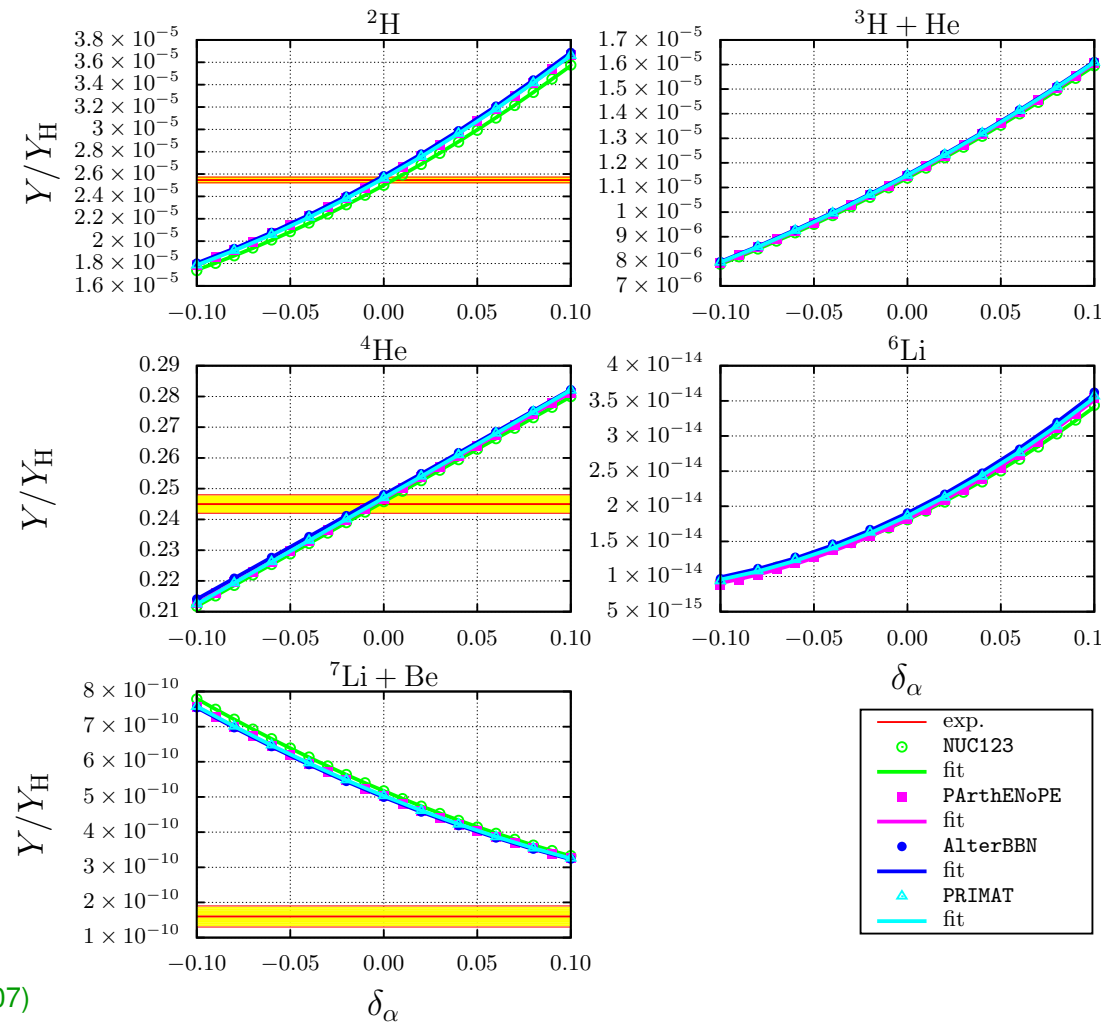 ²H
3.8 × 10⁻⁵
3.6 × 10⁻⁵
3.4 × 10⁻⁵
3.2 × 10⁻⁵
3 × 10⁻⁵
2.8 × 10⁻⁵
2.6 × 10⁻⁵
2.4 × 10⁻⁵
2.2 × 10⁻⁵
2 × 10⁻⁵
1.8 × 10⁻⁵
1.6 × 10⁻⁵
Y/Y_H
−0.10 −0.05 0.00 0.05 0.10
³H + He
1.7 × 10⁻⁵
1.6 × 10⁻⁵
1.5 × 10⁻⁵
1.4 × 10⁻⁵
1.3 × 10⁻⁵
1.2 × 10⁻⁵
1.1 × 10⁻⁵
1 × 10⁻⁵
9 × 10⁻⁶
8 × 10⁻⁶
7 × 10⁻⁶
−0.10 −0.05 0.00 0.05 0.10
⁴He
0.29
0.28
0.27
0.26
0.25
0.24
0.23
0.22
0.21
Y/Y_H
−0.10 −0.05 0.00 0.05 0.10
⁶Li
4 × 10⁻¹⁴
3.5 × 10⁻¹⁴
3 × 10⁻¹⁴
2.5 × 10⁻¹⁴
2 × 10⁻¹⁴
1.5 × 10⁻¹⁴
1 × 10⁻¹⁴
5 × 10⁻¹⁵
−0.10 −0.05 0.00 0.05 0.1
δ_α
⁷Li + Be
8 × 10⁻¹⁰
7 × 10⁻¹⁰
6 × 10⁻¹⁰
5 × 10⁻¹⁰
4 × 10⁻¹⁰
3 × 10⁻¹⁰
2 × 10⁻¹⁰
1 × 10⁻¹⁰
Y/Y_H
−0.10 −0.05 0.00 0.05 0.10
δ_α
exp.
NUC123
fit
PArthENoPE
fit
AlterBBN
fit
PRIMAT
fit
07)